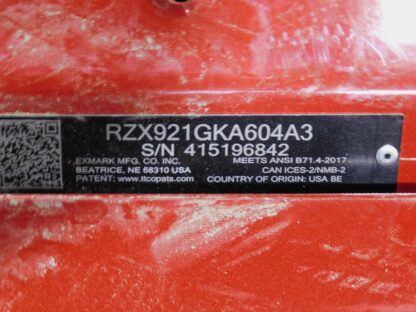 RZX921GKA604A3
S/N 415196842
EXMARK MFG. CO. INC. MEETS ANSI B71.4-2017
BEATRICE, NE 68310 USA CAN ICES-2/NMB-2
PATENT: www.ttcopats.com COUNTRY OF ORIGIN: USA BE